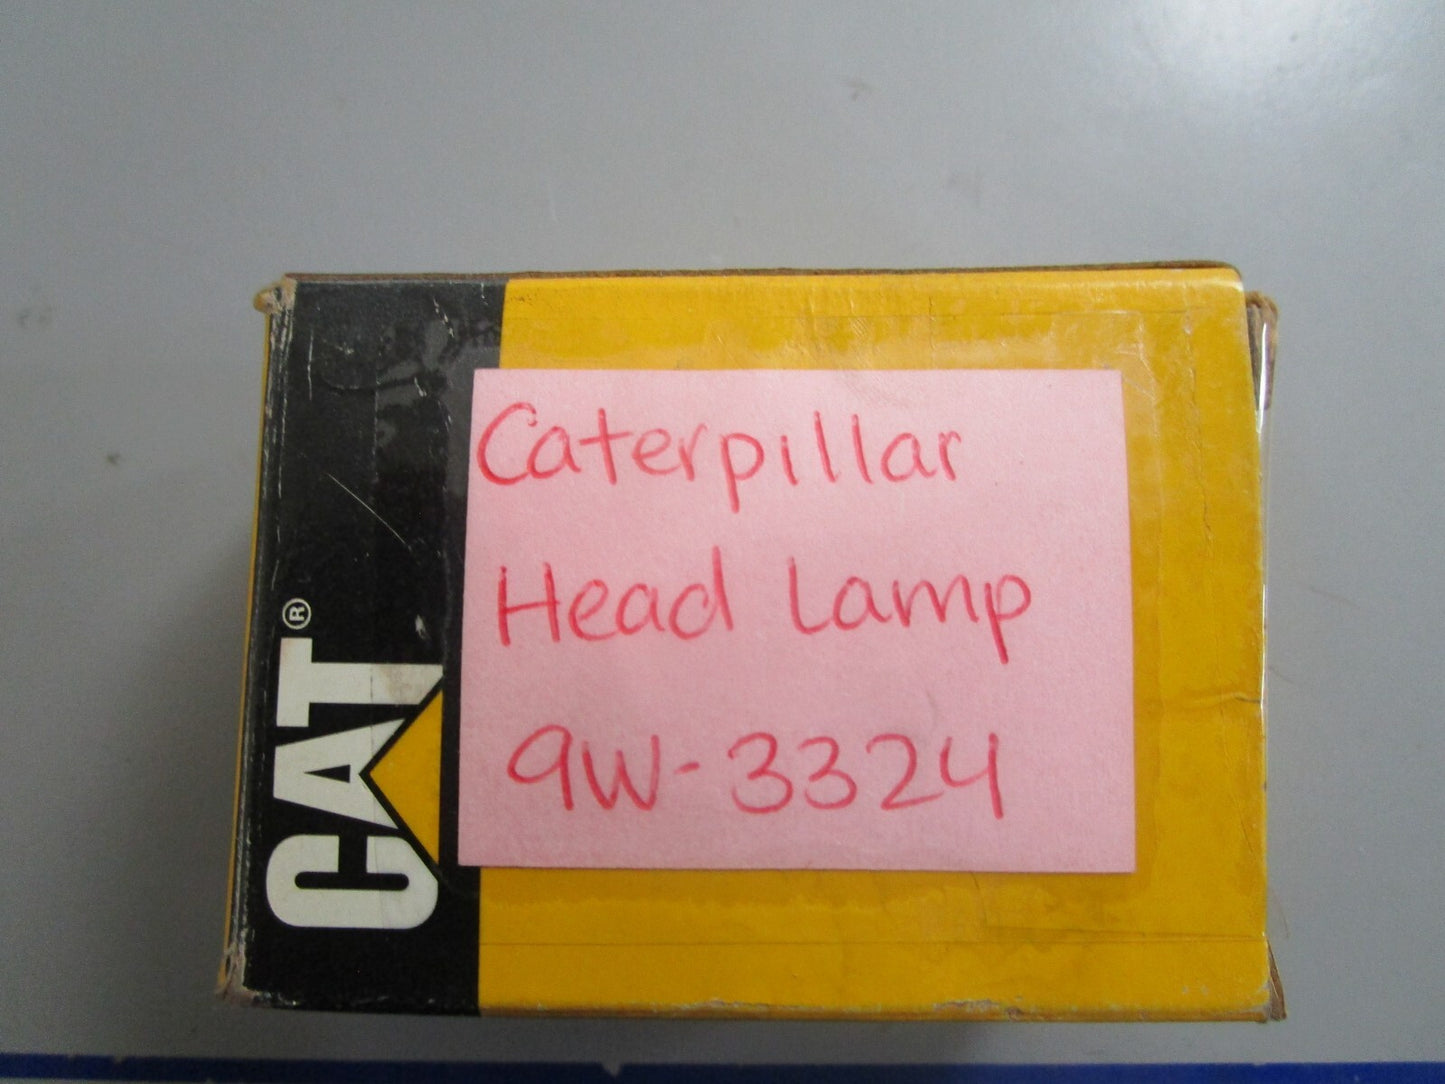 Caterpillar
Head Lamp
9W-3324
CAT®